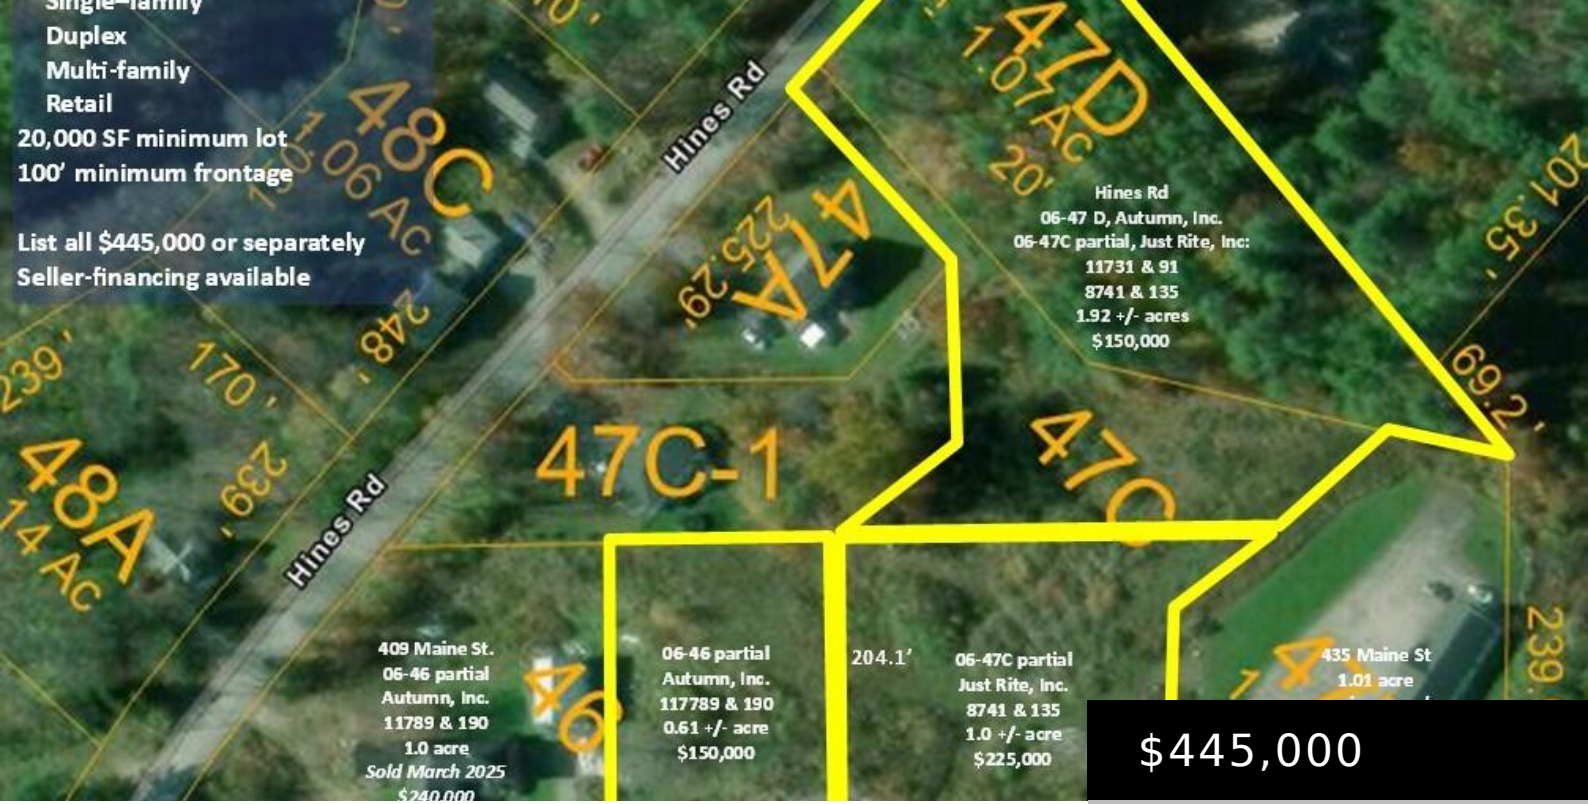 Single-family
Duplex
Multi-family
Retail
20,000 SF minimum lot
100' minimum frontage
List all $445,000 or separately
Seller-financing available
48C
1.06 AC
150'
248'
170'
239'
239'
48A
14 Ac
Hines Rd
Hines Rd
47A
225.29'
47C-1
47D
1.07Ac
20'
Hines Rd
06-47 D, Autumn, Inc.
06-47C partial, Just Rite, Inc:
11731 & 91
8741 & 135
1.92 +/- acres
$150,000
201.35'
69.2'
47C
239.
409 Maine St.
06-46 partial
Autumn, Inc.
11789 & 190
1.0 acre
Sold March 2025
$240,000
46
06-46 partial
Autumn, Inc.
117789 & 190
0.61 +/- acre
$150,000
204.1'
06-47C partial
Just Rite, Inc.
8741 & 135
1.0 +/- acre
$225,000
435 Maine St
1.01 acre
$445,000